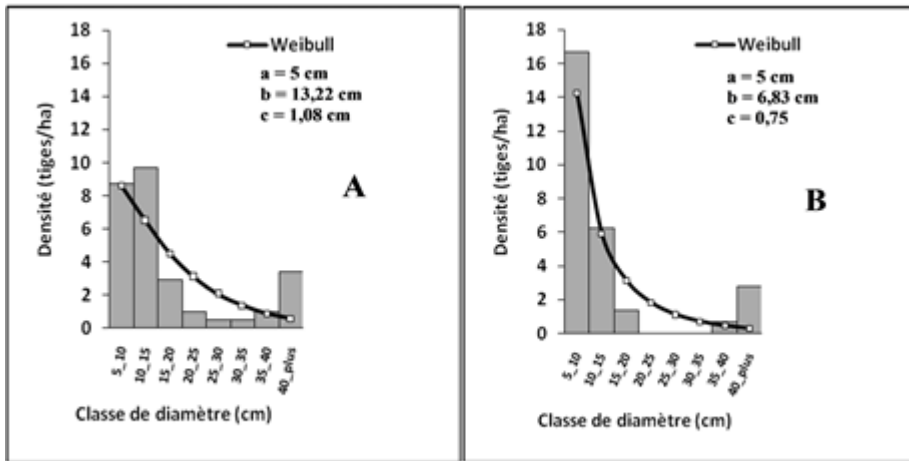 18
16
14
12
10
8
6
4
2
0
Densité (tiges/ha)
Weibull
a = 5 cm
b = 13,22 cm
c = 1,08 cm
A
5_10
10_15
15_20
20_25
25_30
30_35
35_40
40_plus
Classe de diamètre (cm)
18
16
14
12
10
8
6
4
2
0
Densité (tiges/ha)
Weibull
a = 5 cm
b = 6,83 cm
c = 0,75
B
5_10
10_15
15_20
20_25
25_30
30_35
35_40
40_plus
Classe de diamètre (cm)